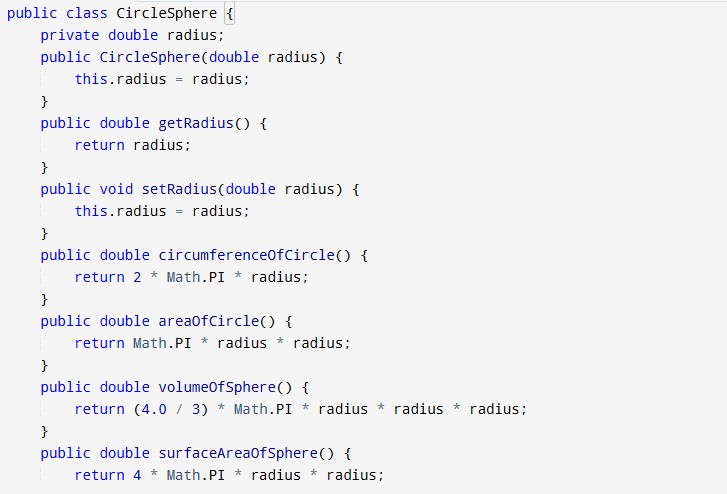 public class CircleSphere {
private double radius;
public CircleSphere(double radius) {
this.radius = radius;
}
public double getRadius() {
return radius;
}
public void setRadius(double radius) {
this.radius = radius;
}
public double circumferenceOfCircle() {
return 2 * Math.PI * radius;
}
public double areaOfCircle() {
return Math.PI * radius * radius;
}
public double volumeOfSphere() {
return (4.0 / 3) * Math.PI * radius * radius * radius;
}
public double surfaceAreaOfSphere() {
return 4 * Math.PI * radius * radius;